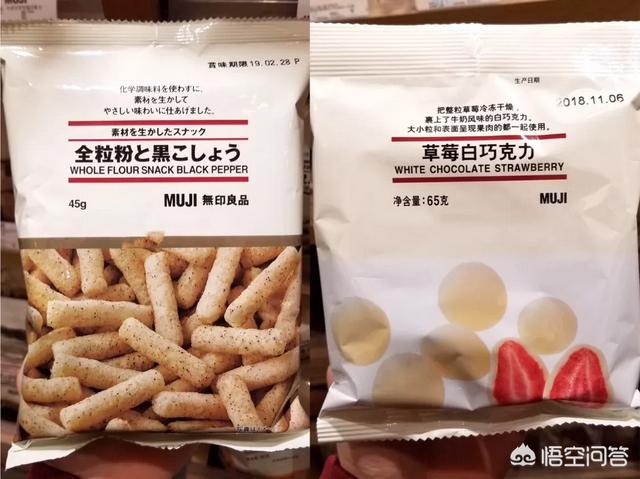 賞味期限19.02.28 P
化学調味料を使わずに、
素材を生かして
やさしい味わいに仕あげました。
素材を生かしたスナック
全粒粉と黒こしょう
WHOLE FLOUR SNACK BLACK PEPPER
45g
MUJI 無印良品
生产日期
2018.11.06
把整粒草莓冷冻干燥，
裹上了牛奶风味的白巧克力。
大小粒和表面呈现果肉的都一起使用。
草莓白巧克力
WHITE CHOCOLATE STRAWBERRY
净含量：65克
MUJI
悟空问答